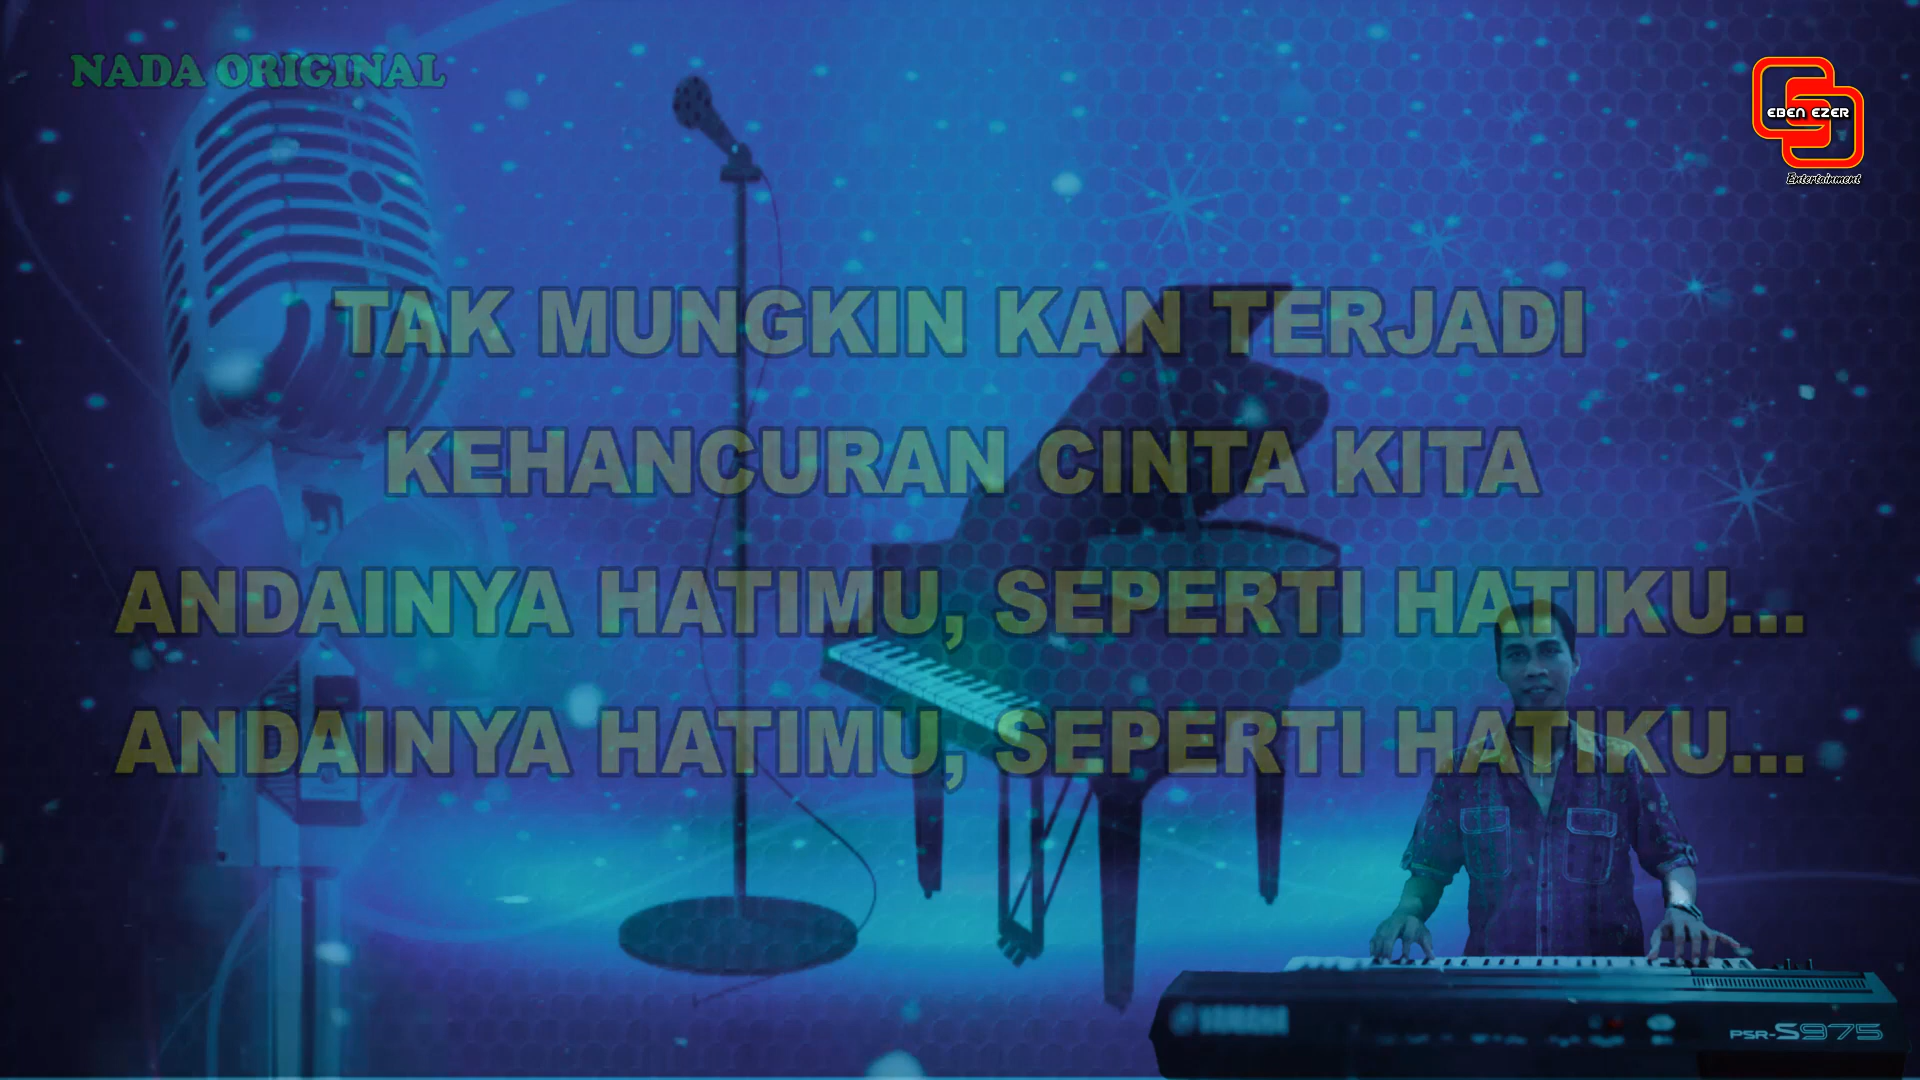 NADA ORIGINAL
EBEN EZER
Entertainment
TAK MUNGKIN KAN TERJADI
KEHANCURAN CINTA KITA
ANDAINYA HATIMU, SEPERTI HATIKU...
ANDAINYA HATIMU, SEPERTI HATIKU...
YAMAHA
PSR-S975